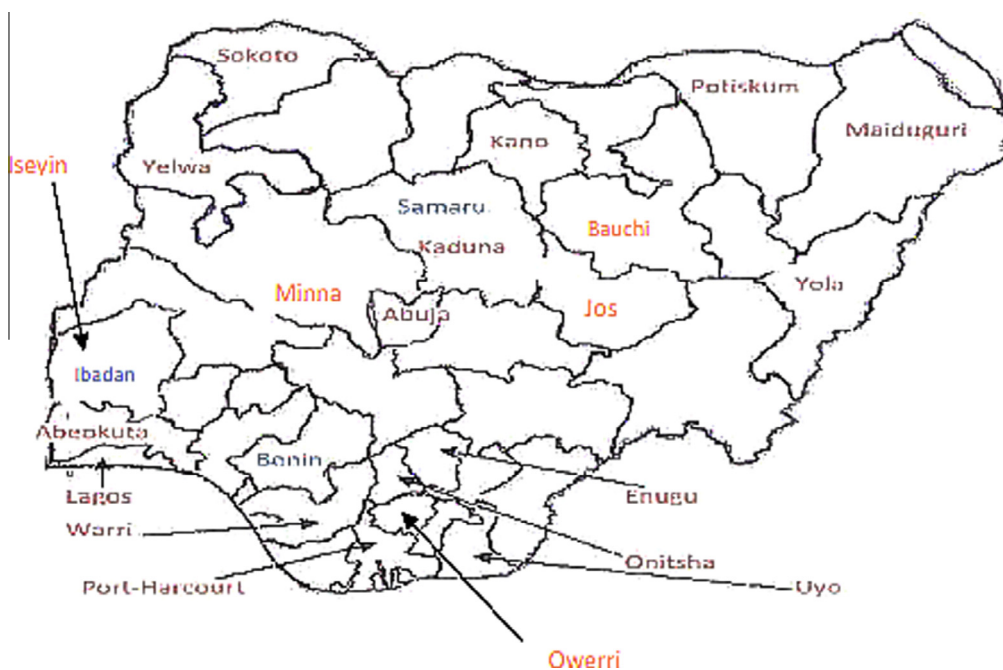 Sokoto
Potiskum
Maiduguri
Kano
Iseyin
Yelwa
Samaru.
Bauchi
Kaduna
Yola
Minna
Jos
Abuja
Ibadan
Abeokuta
Benin
Lagos
Enugu
Warri
Onitsha
Port-Harcourt
Uyo
Owerri